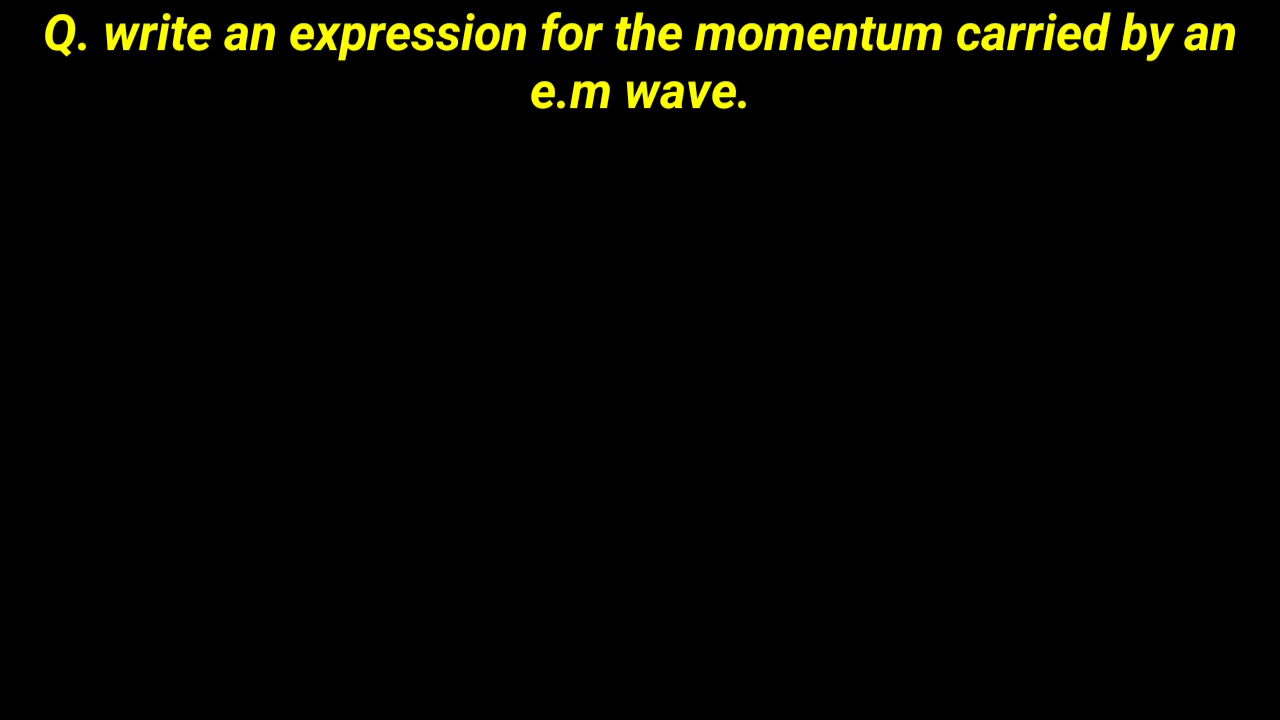 Q. write an expression for the momentum carried by an
e.m wave.